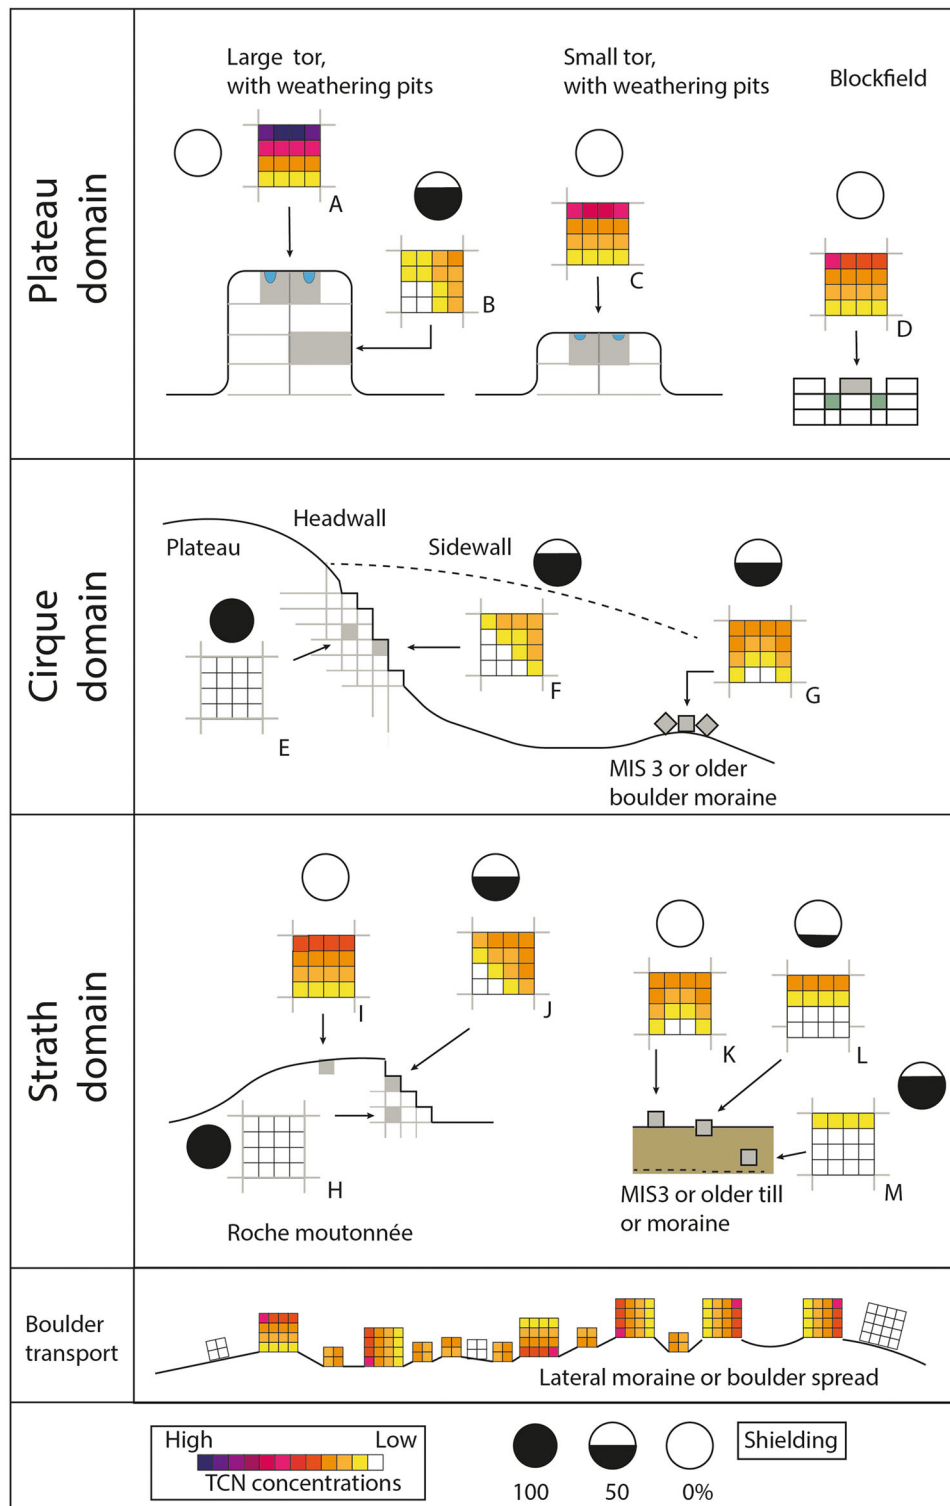 Plateau
domain
Large tor,
with weathering pits
Small tor,
with weathering pits
Blockfield
A
B
C
D
Cirque
domain
Headwall
Plateau
Sidewall
E
F
G
MIS 3 or older
boulder moraine
Strath
domain
I
J
K
L
H
M
Roche moutonnée
MIS3 or older till
or moraine
Boulder
transport
Lateral moraine or boulder spread
High
Low
TCN concentrations
Shielding
100
50
0%